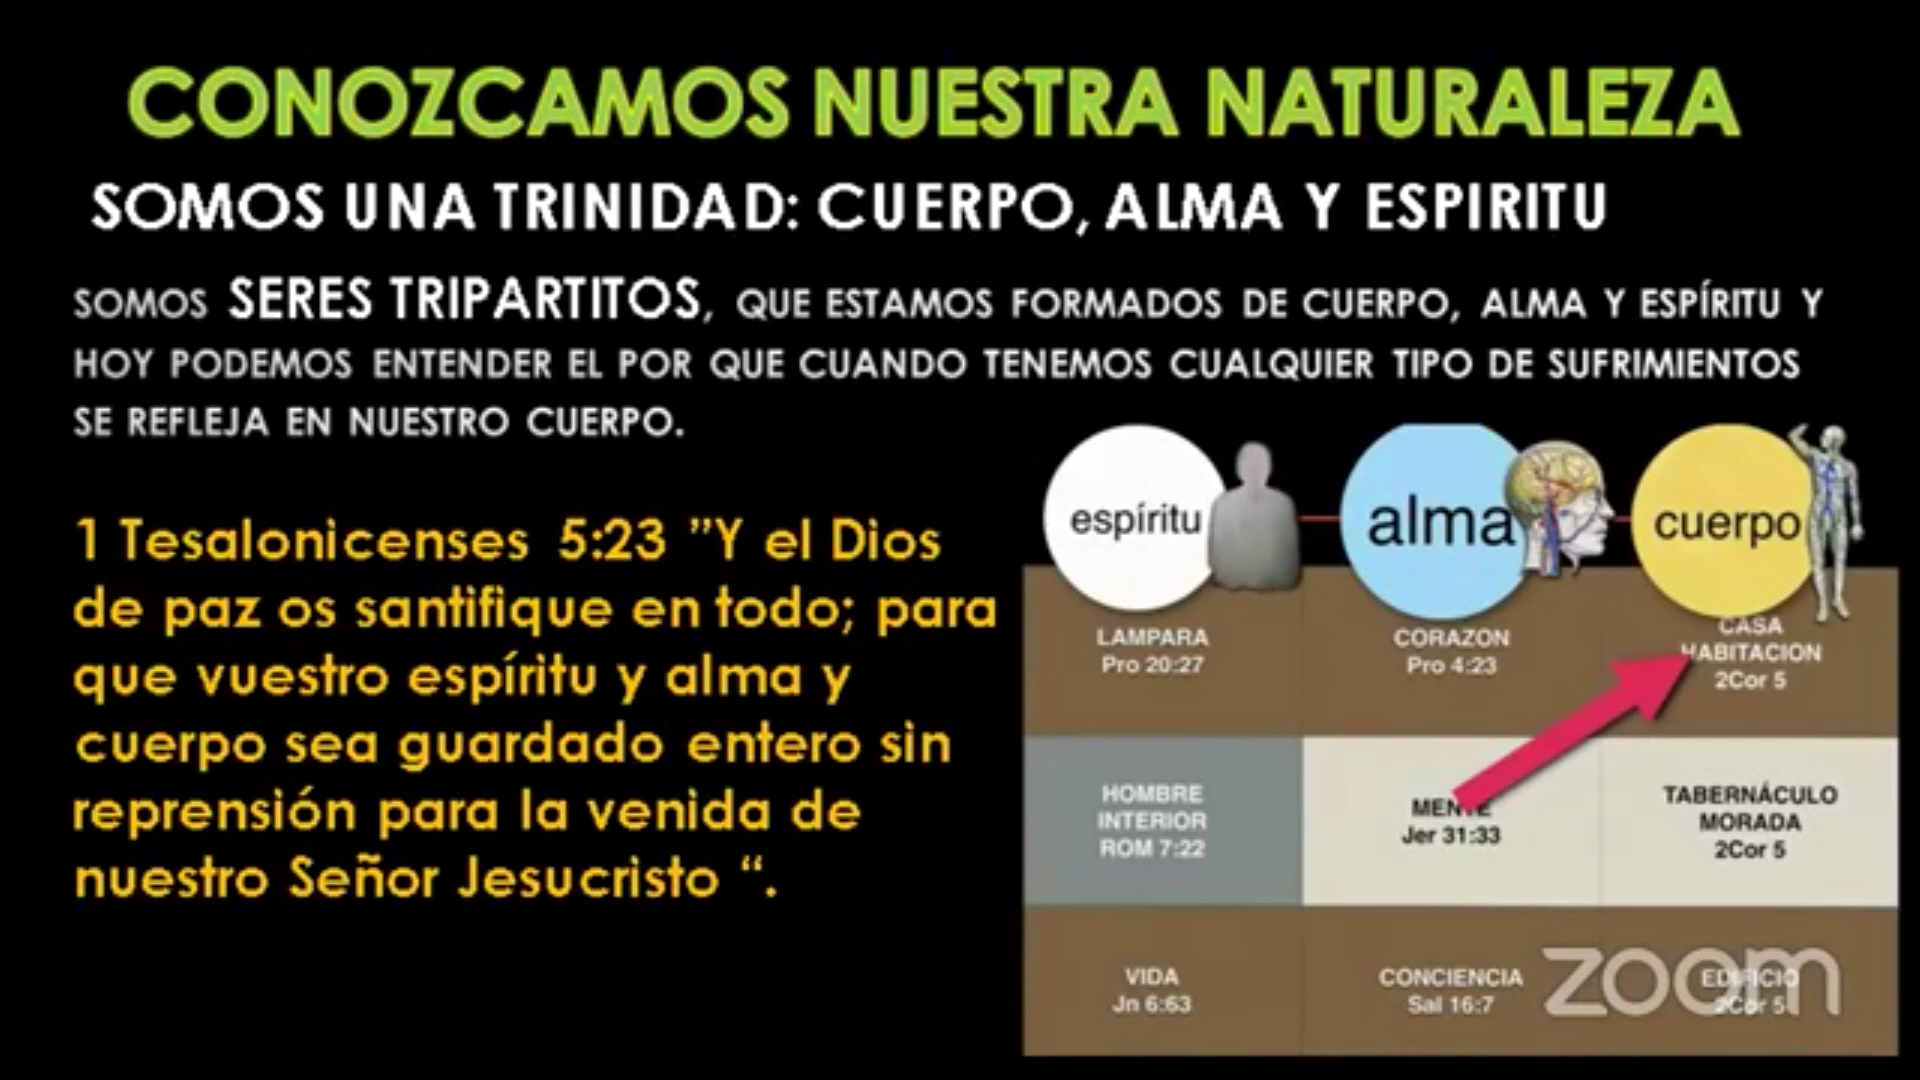 CONOZCAMOS NUESTRA NATURALEZA
SOMOS UNA TRINIDAD: CUERPO, ALMA Y ESPIRITU
SOMOS SERES TRIPARTITOS, QUE ESTAMOS FORMADOS DE CUERPO, ALMA Y ESPÍRITU Y
HOY PODEMOS ENTENDER EL POR QUE CUANDO TENEMOS CUALQUIER TIPO DE SUFRIMIENTOS
SE REFLEJA EN NUESTRO CUERPO.
1 Tesalonicenses 5:23 ”Y el Dios
de paz os santifique en todo; para
que vuestro espíritu y alma y
cuerpo sea guardado entero sin
reprensión para la venida de
nuestro Señor Jesucristo “.
espíritu
alma
cuerpo
LAMPARA
Pro 20:27
CORAZON
Pro 4:23
CASA
HABITACION
2Cor 5
HOMBRE
INTERIOR
ROM 7:22
MENTE
Jer 31:33
TABERNÁCULO
MORADA
2Cor 5
VIDA
Jn 6:63
CONCIENCIA
Sal 16:7
EDIFICIO
2Cor 5
zoom